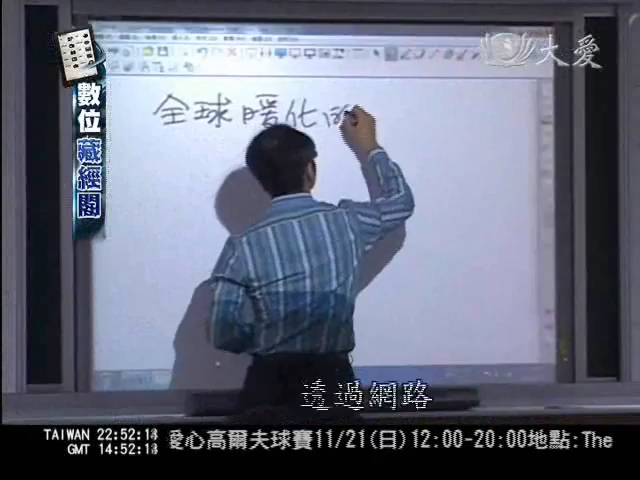 大愛
數位藏經閣
全球暖化
透過網路
TAIWAN 22:52:18
GMT 14:52:18
愛心高爾夫球賽11/21(日)12:00-20:00地點:The